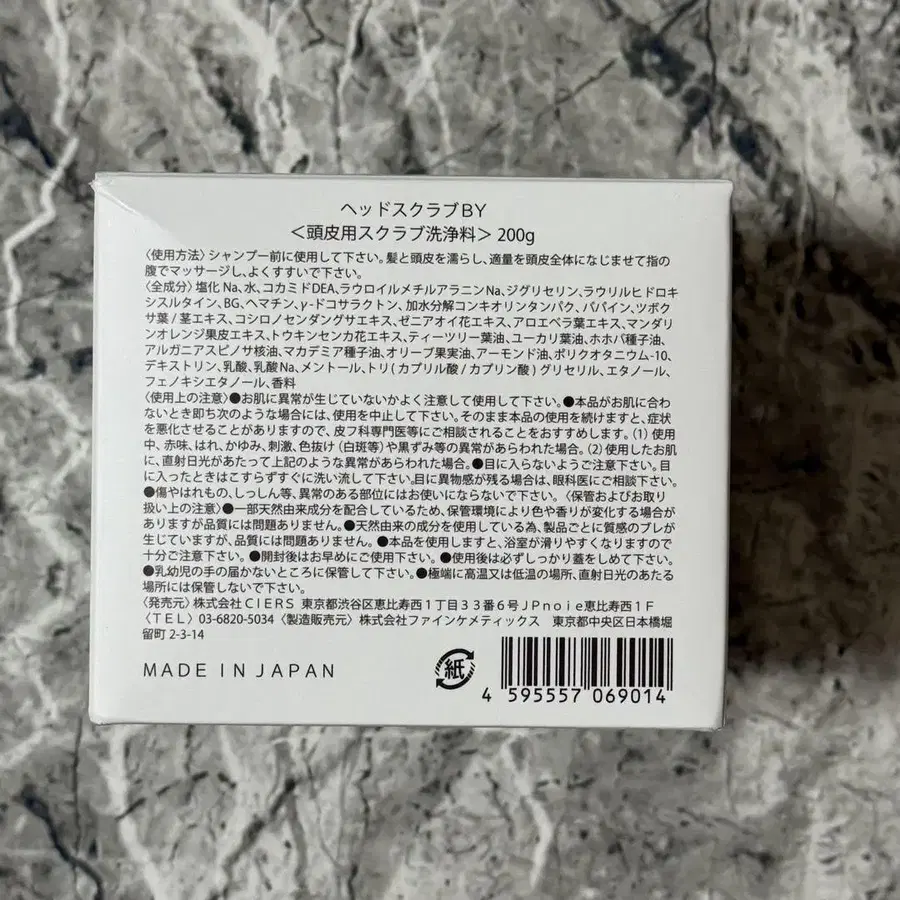 ヘッドスクラブBY
＜頭皮用スクラブ洗浄料＞ 200g
〈使用方法〉シャンプー前に使用して下さい。髪と頭皮を濡らし、適量を頭皮全体になじませて指の
腹でマッサージし、よくすすいで下さい。
〈全成分〉塩化Na、水、コカミドDEA、ラウロイルメチルアラニンNa、ジグリセリン、ラウリルヒドロキ
シスルタイン、BG、ヘマチン、γ-ドコサラクトン、加水分解コンキオリンタンパク、パパイン、ツボク
サ葉/茎エキス、コシロノセンダングサエキス、ゼニアオイ花エキス、アロエベラ葉エキス、マンダリ
ンオレンジ果皮エキス、トウキンセンカ花エキス、ティーツリー葉油、ユーカリ葉油、ホホバ種子油、
アルガニアスピノサ核油、マカデミア種子油、オリーブ果実油、アーモンド油、ポリクオタニウム-10、
デキストリン、乳酸、乳酸Na、メントール、トリ(カプリル酸/カプリン酸)グリセリル、エタノール、
フェノキシエタノール、香料
〈使用上の注意〉●お肌に異常が生じていないかよく注意して使用して下さい。●本品がお肌に合わ
ないとき即ち次のような場合には、使用を中止して下さい。そのまま本品の使用を続けますと、症状
を悪化させることがありますので、皮フ科専門医等にご相談されることをおすすめします。(1)使用
中、赤味、はれ、かゆみ、刺激、色抜け(白斑等)や黒ずみ等の異常があらわれた場合。(2)使用したお肌
に、直射日光があたって上記のような異常があらわれた場合。●目に入らないようご注意下さい。目
に入ったときはこすらずすぐに洗い流して下さい。目に異物感が残る場合は、眼科医にご相談下さい。
●傷やはれもの、しっしん等、異常のある部位にはお使いにならないで下さい。〈保管およびお取り
扱い上の注意〉●一部天然由来成分を配合しているため、保管環境により色や香りが変化する場合が
ありますが品質には問題ありません。●天然由来の成分を使用している為、製品ごとに質感のブレが
生じていますが、品質には問題ありません。●本品を使用しますと、浴室が滑りやすくなりますので
十分ご注意下さい。●開封後はお早めにご使用下さい。●使用後は必ずしっかり蓋をしめて下さい。
●乳幼児の手の届かないところに保管して下さい。●極端に高温又は低温の場所、直射日光のあたる
場所には保管しないで下さい。
〈発売元〉株式会社CIERS 東京都渋谷区恵比寿西1丁目33番6号JPnoie恵比寿西1F
〈TEL〉03-6820-5034〈製造販売元〉株式会社ファインケメティックス 東京都中央区日本橋堀
留町2-3-14
MADE IN JAPAN
紙
4 595557 069014